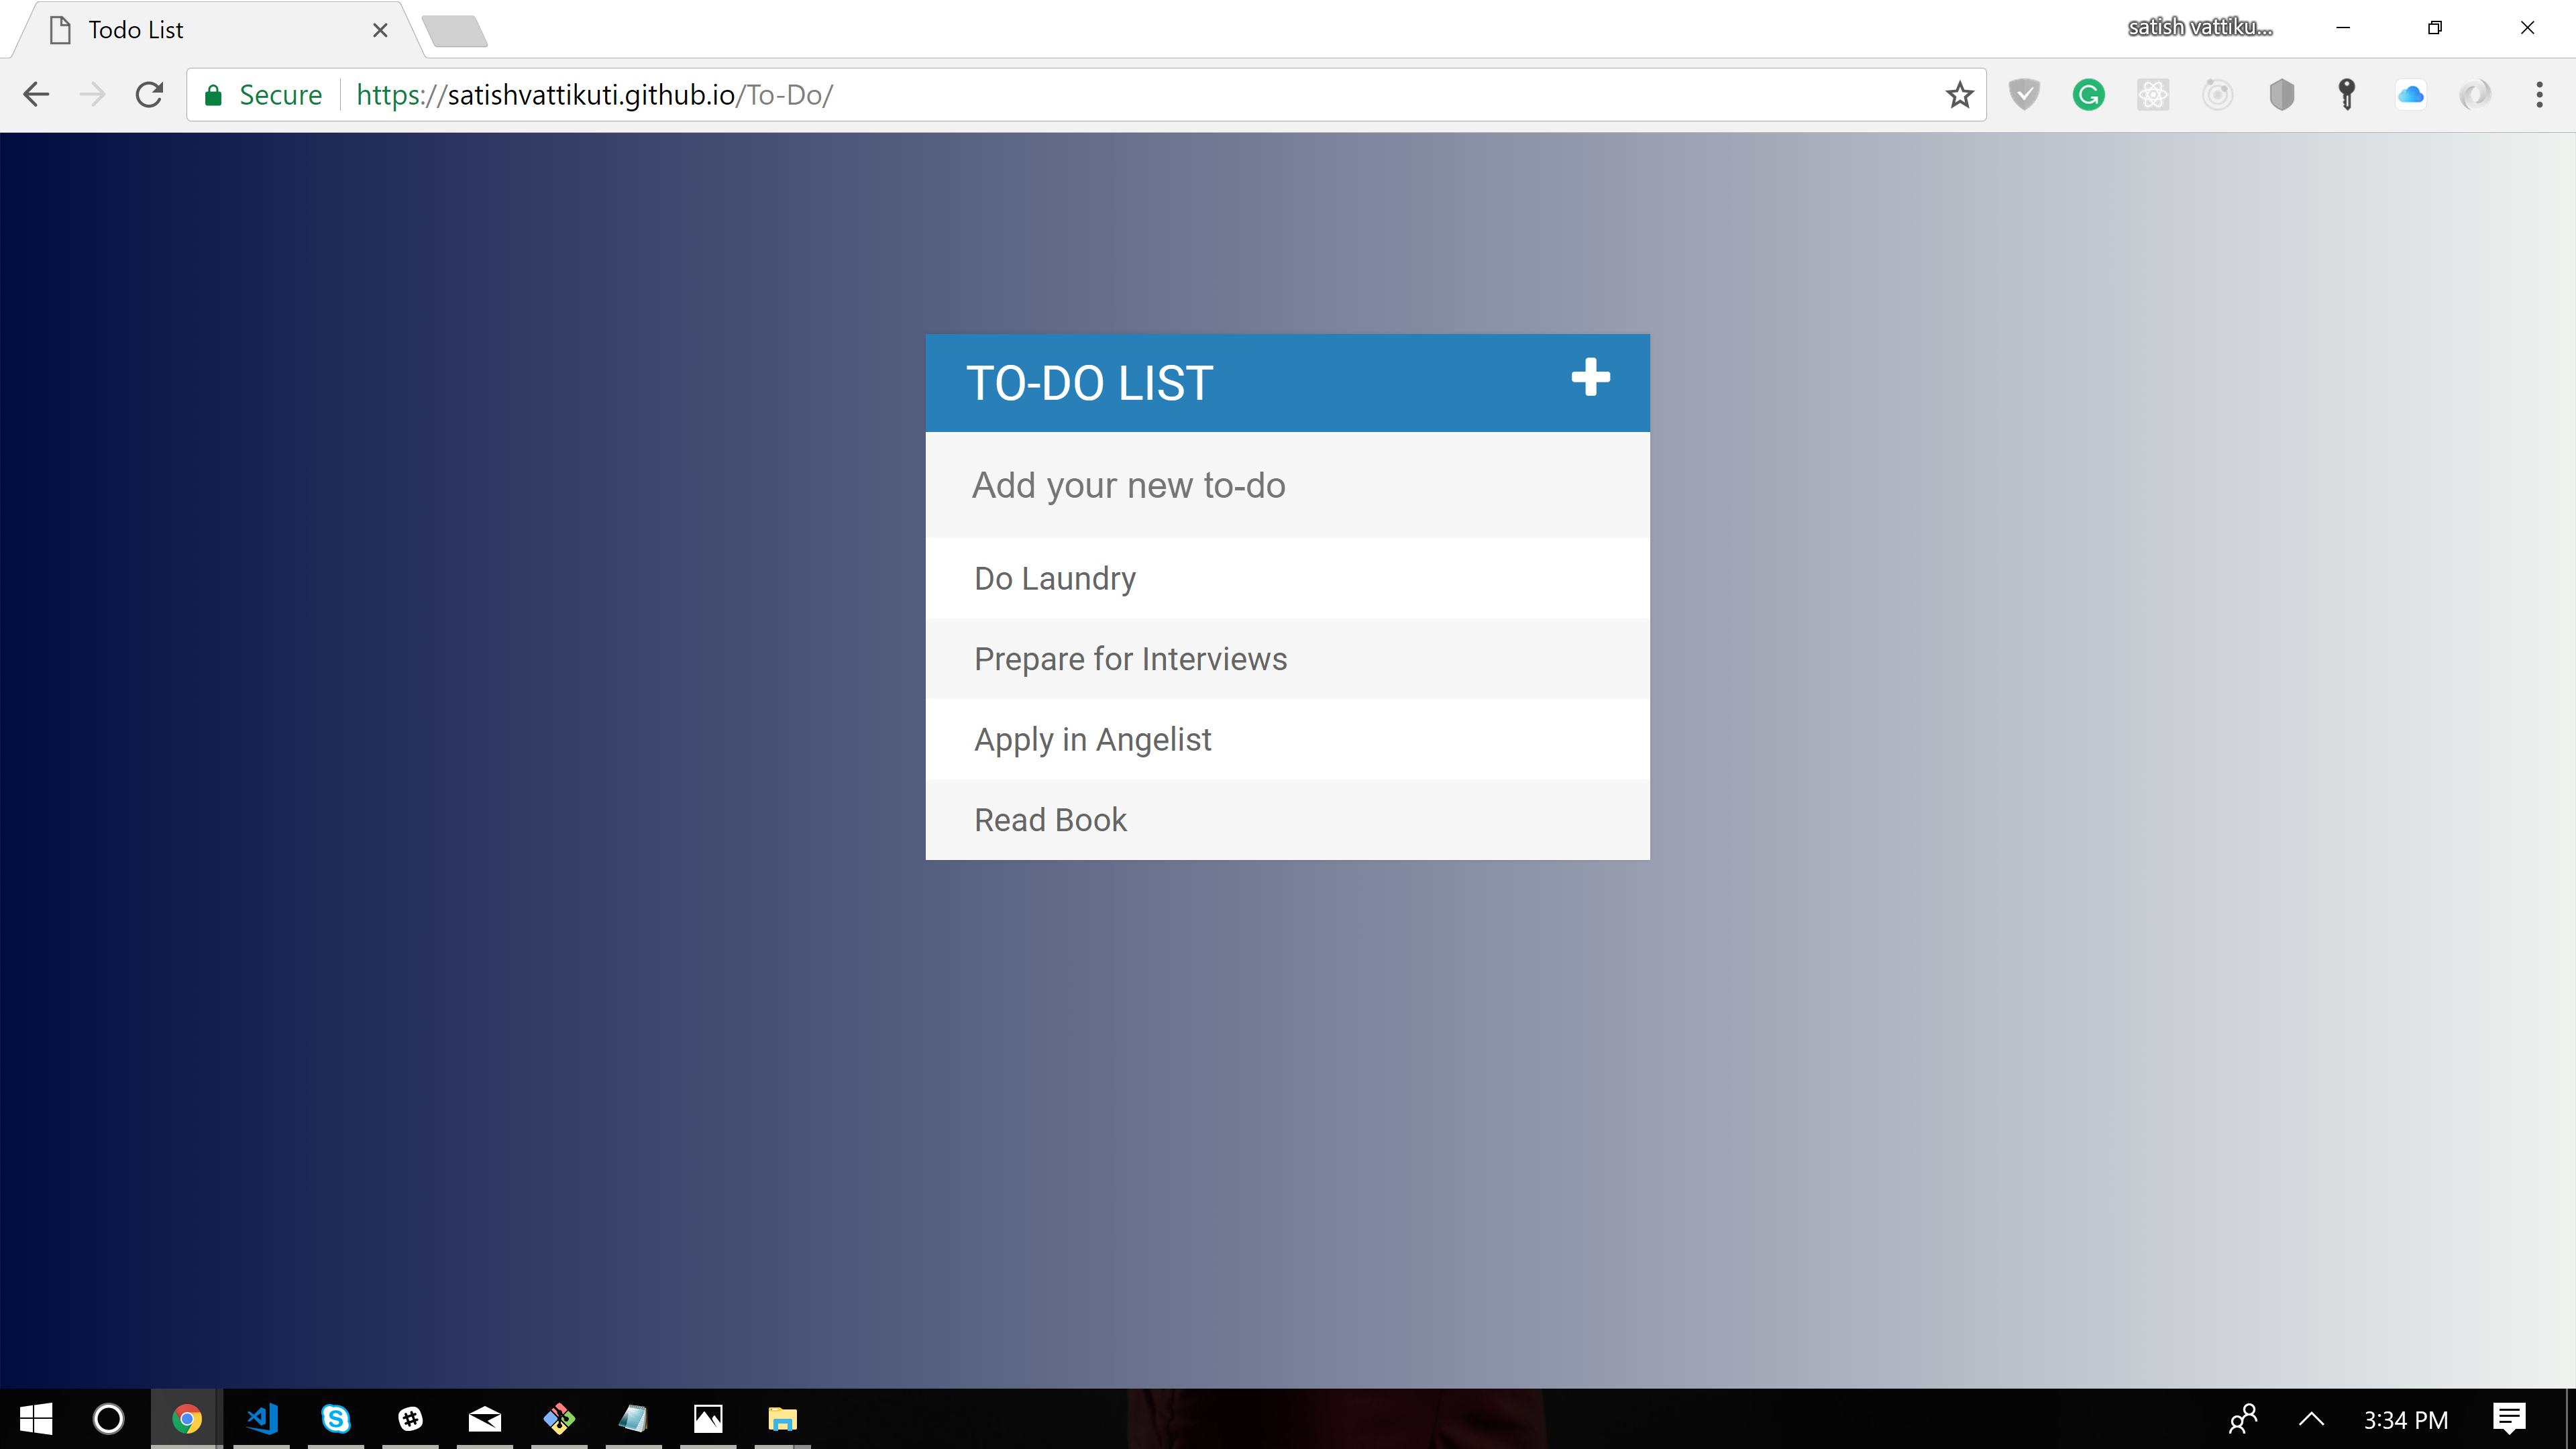 Todo List
satish vattiku...
Secure
https://satishvattikuti.github.io/To-Do/
TO-DO LIST
Add your new to-do
Do Laundry
Prepare for Interviews
Apply in Angelist
Read Book
3:34 PM